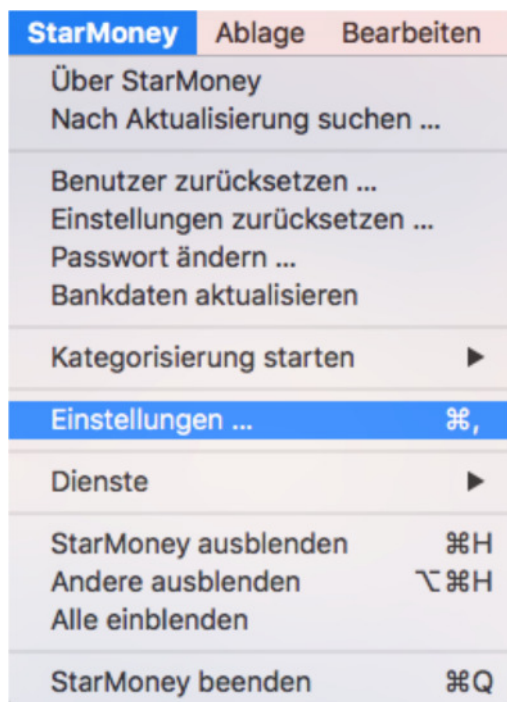 StarMoney Ablage Bearbeiten
Über StarMoney
Nach Aktualisierung suchen ...
Benutzer zurücksetzen ...
Einstellungen zurücksetzen ...
Passwort ändern ...
Bankdaten aktualisieren
Kategorisierung starten ▶
Einstellungen ... ⌘,
Dienste ▶
StarMoney ausblenden ⌘H
Andere ausblenden ⌥⌘H
Alle einblenden
StarMoney beenden ⌘Q